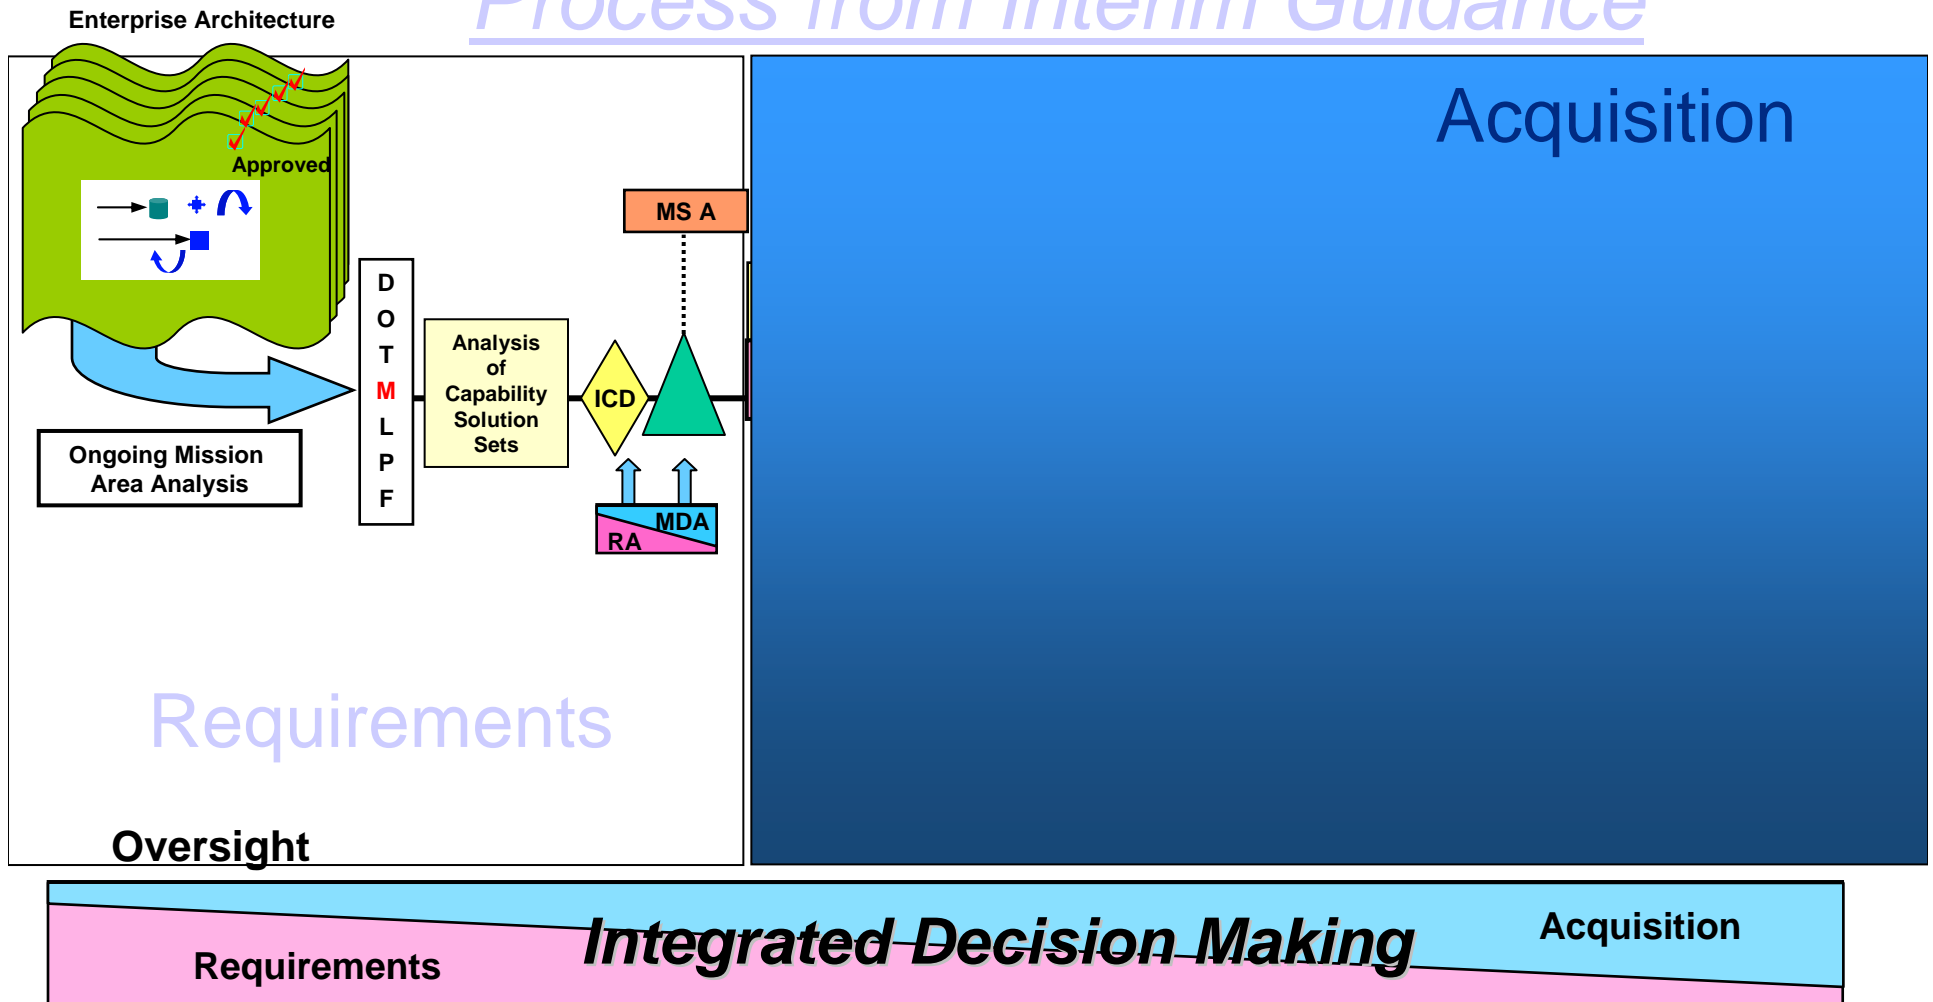 Process from Interim Guidance
Enterprise Architecture
Acquisition
Approved
MS A
D
O
T
M
L
P
F
Analysis
of
Capability
Solution
Sets
ICD
Ongoing Mission
Area Analysis
MDA
RA
Requirements
Oversight
Integrated Decision Making
Acquisition
Requirements